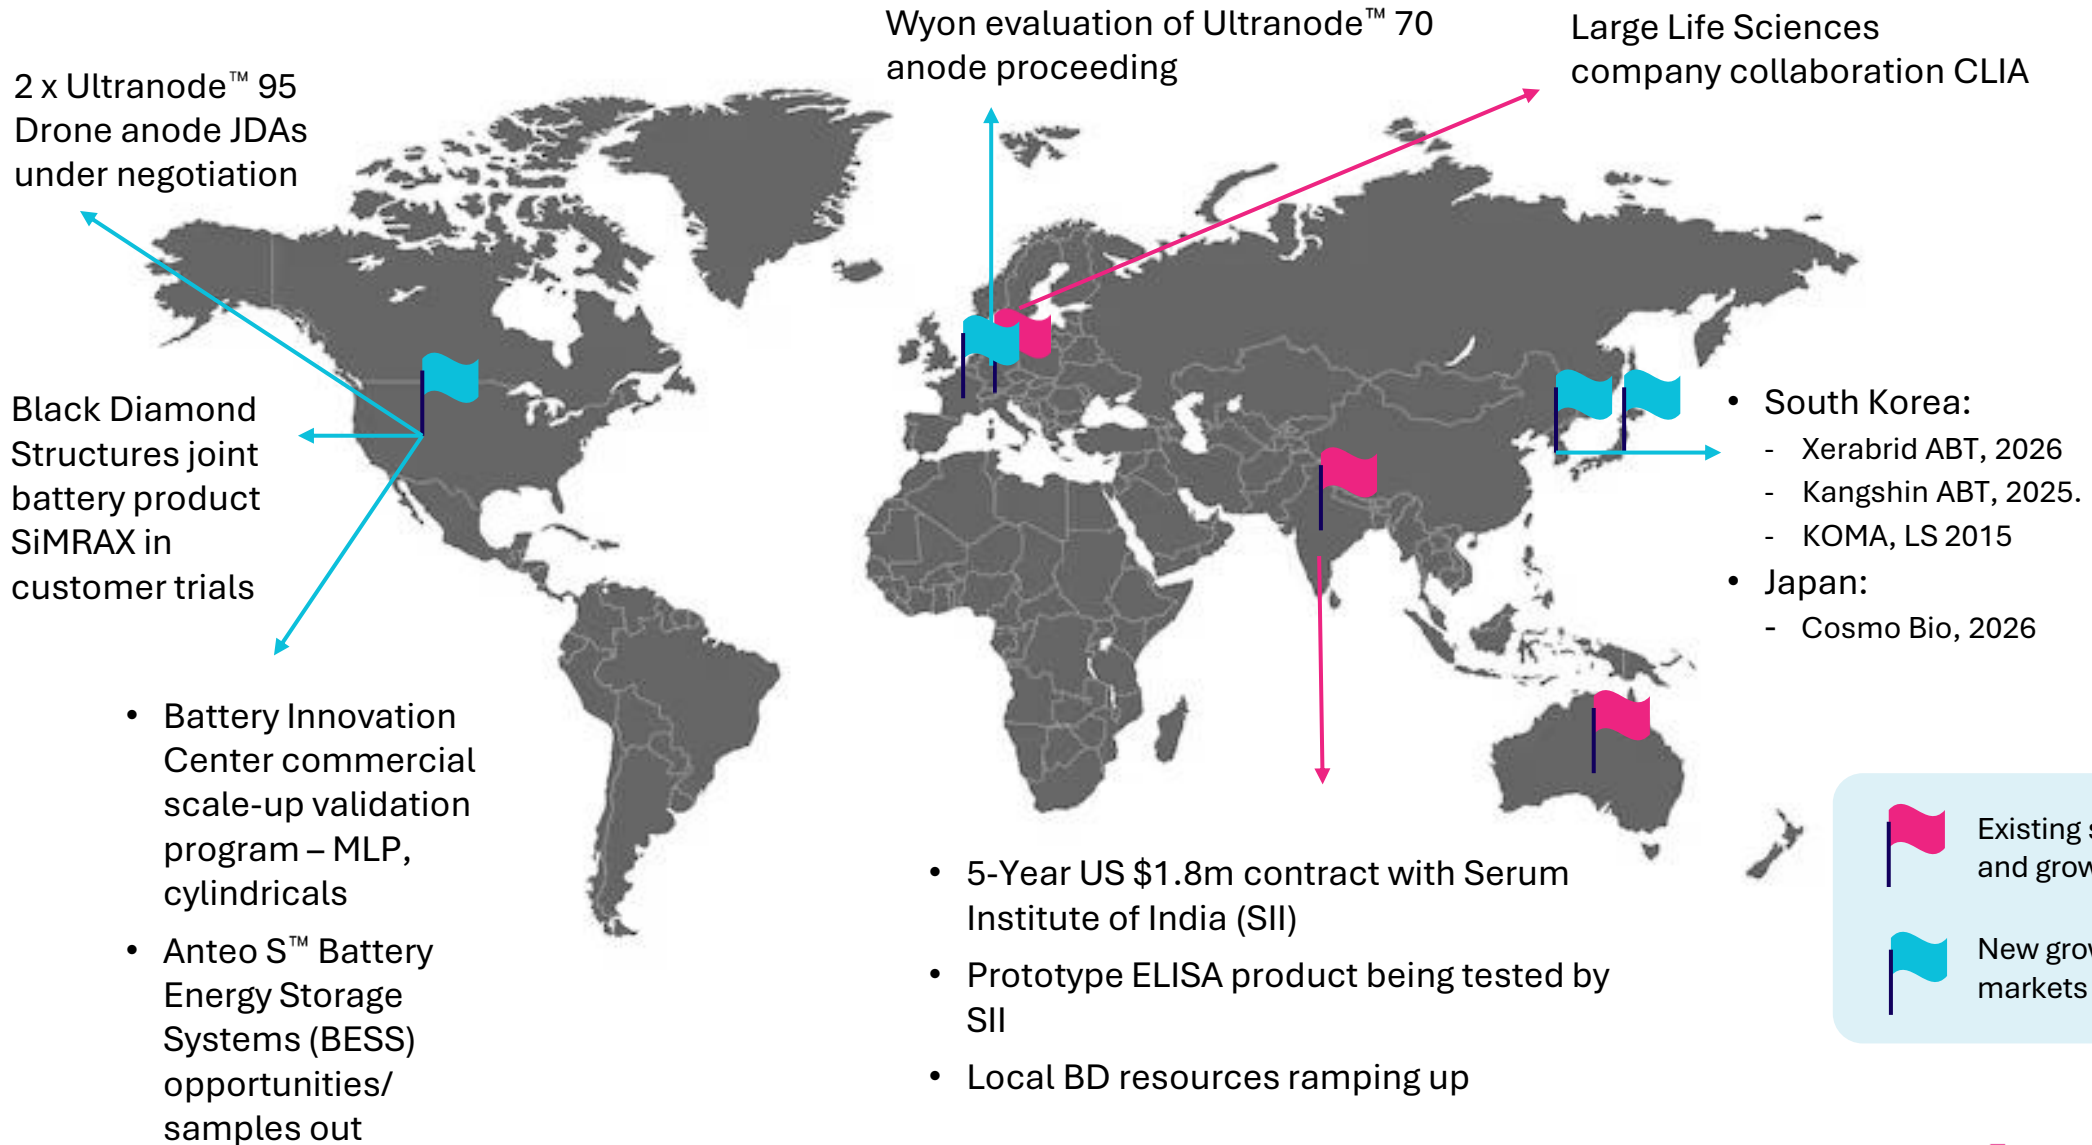 Wyon evaluation of Ultranode™ 70
anode proceeding
Large Life Sciences
company collaboration CLIA
2 x Ultranode™ 95
Drone anode JDAs
under negotiation
Black Diamond
Structures joint
battery product
SiMRAX in
customer trials
• South Korea:
- Xerabrid ABT, 2026
- Kangshin ABT, 2025.
- KOMA, LS 2015
• Japan:
- Cosmo Bio, 2026
• Battery Innovation
Center commercial
scale-up validation
program – MLP,
cylindricals
• Anteo S™ Battery
Energy Storage
Systems (BESS)
opportunities/
samples out
• 5-Year US $1.8m contract with Serum
Institute of India (SII)
• Prototype ELISA product being tested by
SII
• Local BD resources ramping up
Existing
and
New
markets